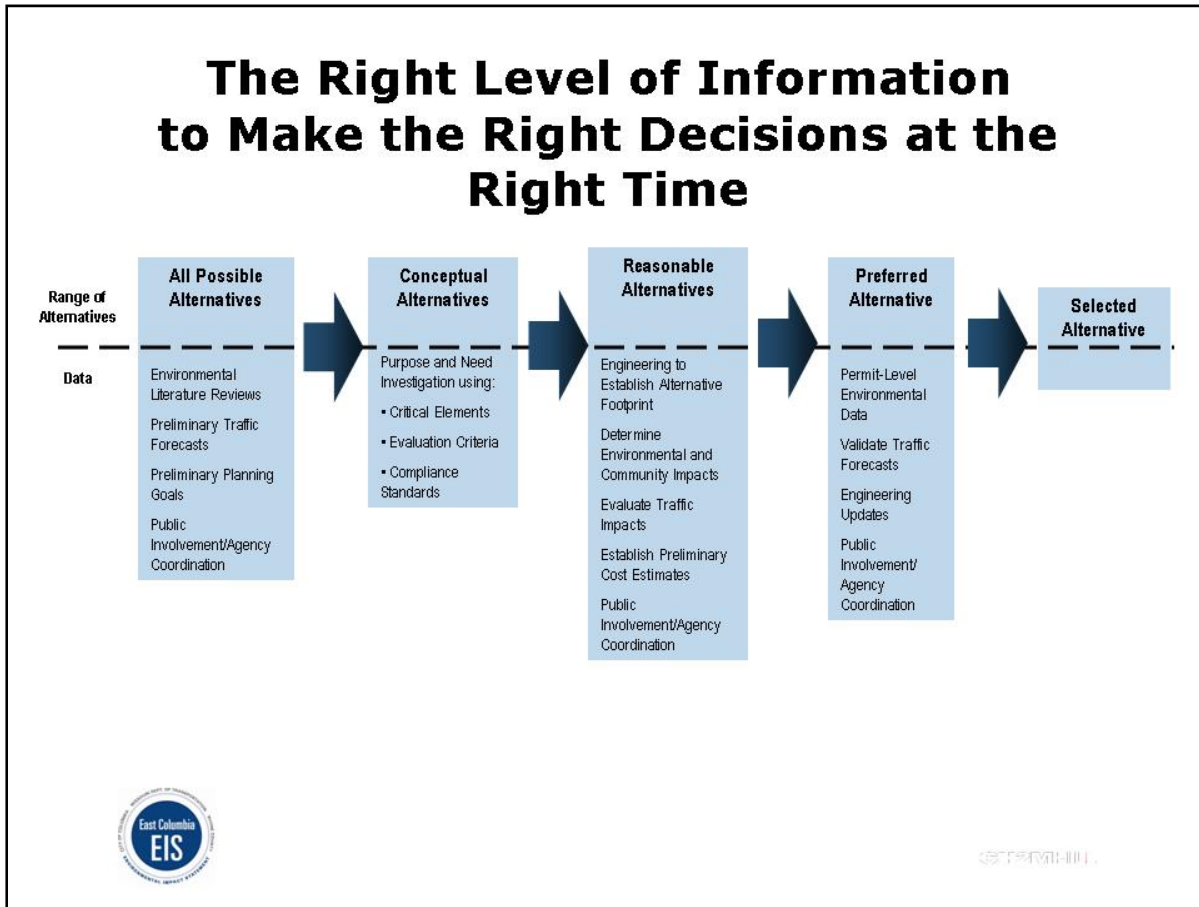 The Right Level of Information
to Make the Right Decisions at the
Right Time
Range of
Alternatives
Data
All Possible
Alternatives
Environmental
Literature Reviews
Preliminary Traffic
Forecasts
Preliminary Planning
Goals
Public
Involvement/Agency
Coordination
Conceptual
Alternatives
Purpose and Need
Investigation using:
▪ Critical Elements
▪ Evaluation Criteria
▪ Compliance
Standards
Reasonable
Alternatives
Engineering to
Establish Alternative
Footprint
Determine
Environmental and
Community Impacts
Evaluate Traffic
Impacts
Establish Preliminary
Cost Estimates
Public
Involvement/Agency
Coordination
Preferred
Alternative
Permit-Level
Environmental
Data
Validate Traffic
Forecasts
Engineering
Updates
Public
Involvement/
Agency
Coordination
Selected
Alternative
East Columbia
EIS
ENVIRONMENTAL IMPACT STATEMENT
CH2MHILL